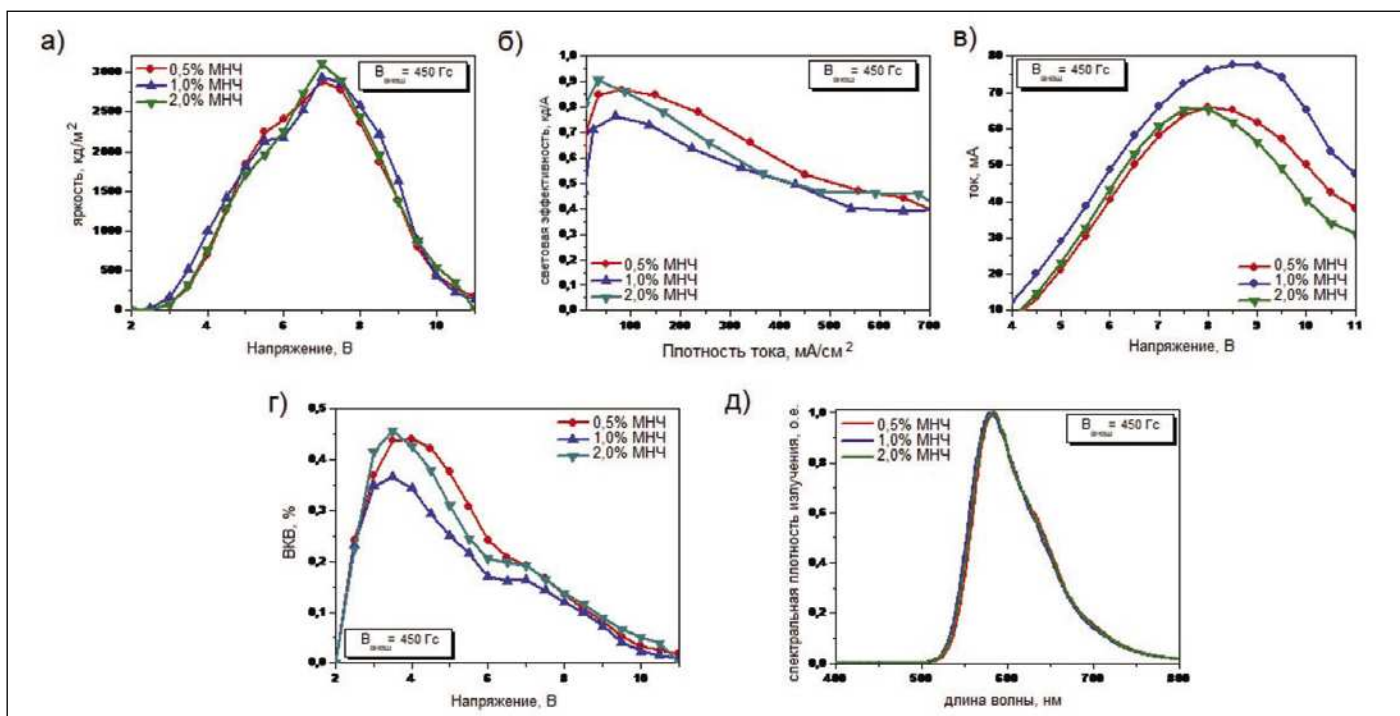 а)
яркость, кд/м²
3000
2500
2000
1500
1000
500
0
0,5% МНЧ
1,0% МНЧ
2,0% МНЧ
Ввнеш = 450 Гс
2 4 6 8 10
Напряжение, В
б)
световая эффективность, кд/А
1,0
0,9
0,8
0,7
0,6
0,5
0,4
0,3
0,2
0,1
0,0
Ввнеш = 450 Гс
0,5% МНЧ
1,0% МНЧ
2,0% МНЧ
100 200 300 400 500 600 700
Плотность тока, мА/см²
в)
ток, мА
80
70
60
50
40
30
20
10
Ввнеш = 450 Гс
0,5% МНЧ
1,0% МНЧ
2,0% МНЧ
4 5 6 7 8 9 10 11
Напряжение, В
г)
ВКВ, %
0,5
0,4
0,3
0,2
0,1
0,0
0,5% МНЧ
1,0% МНЧ
2,0% МНЧ
Ввнеш = 450 Гс
2 4 6 8 10
Напряжение, В
д)
спектральная плотность излучения, о.е.
1,0
0,8
0,6
0,4
0,2
0,0
0,5% МНЧ
1,0% МНЧ
2,0% МНЧ
Ввнеш = 450 Гс
400 500 600 700 800
длина волны, нм